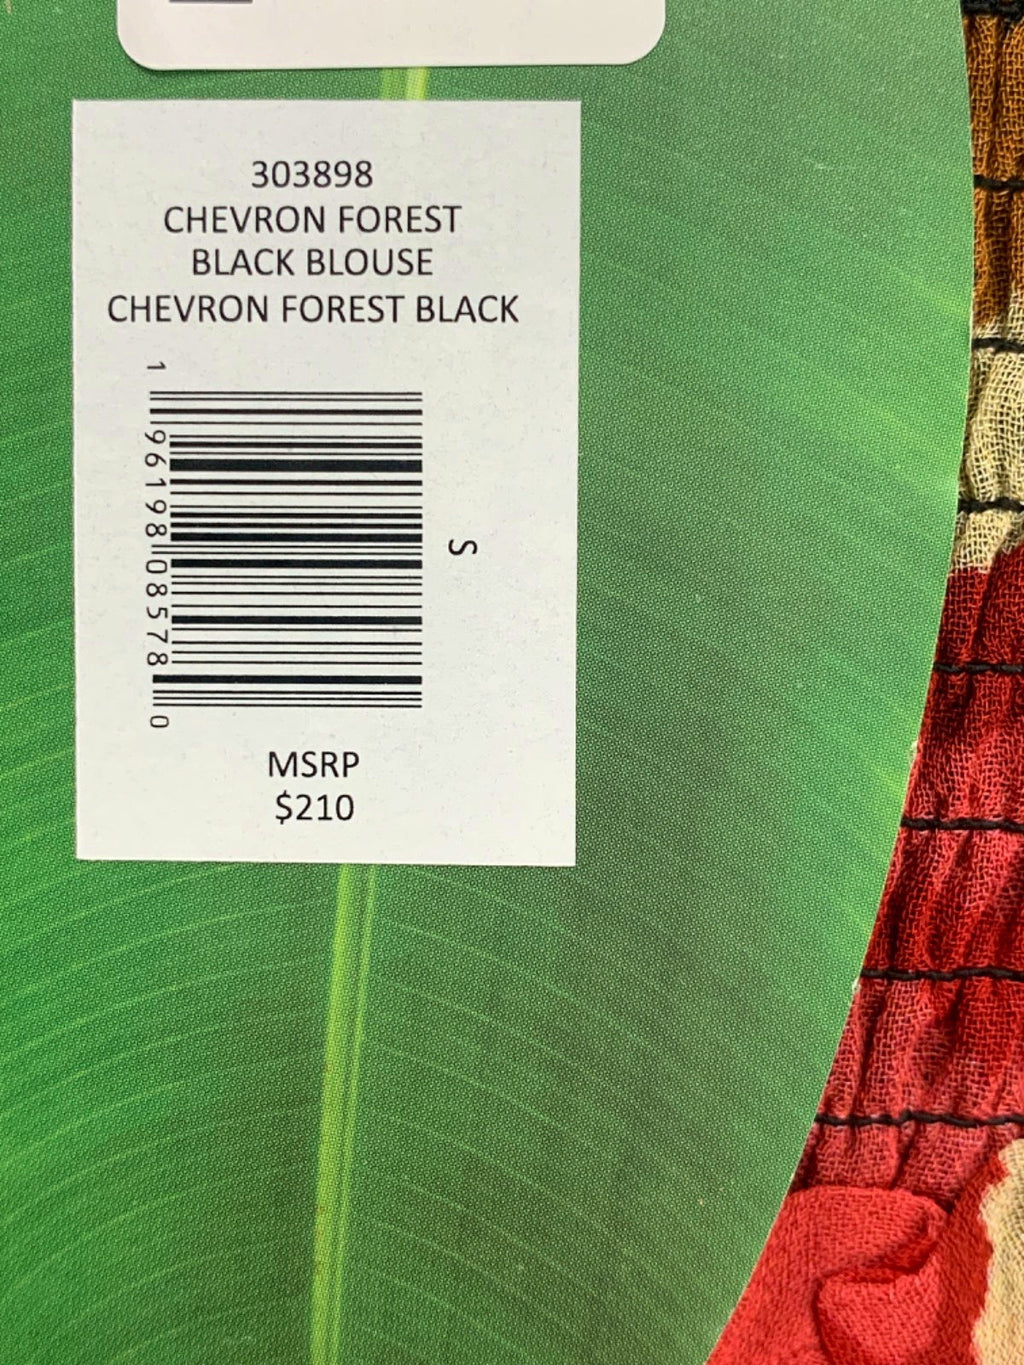 303898
CHEVRON FOREST
BLACK BLOUSE
CHEVRON FOREST BLACK
1 96198 08578 0
S
MSRP
$210